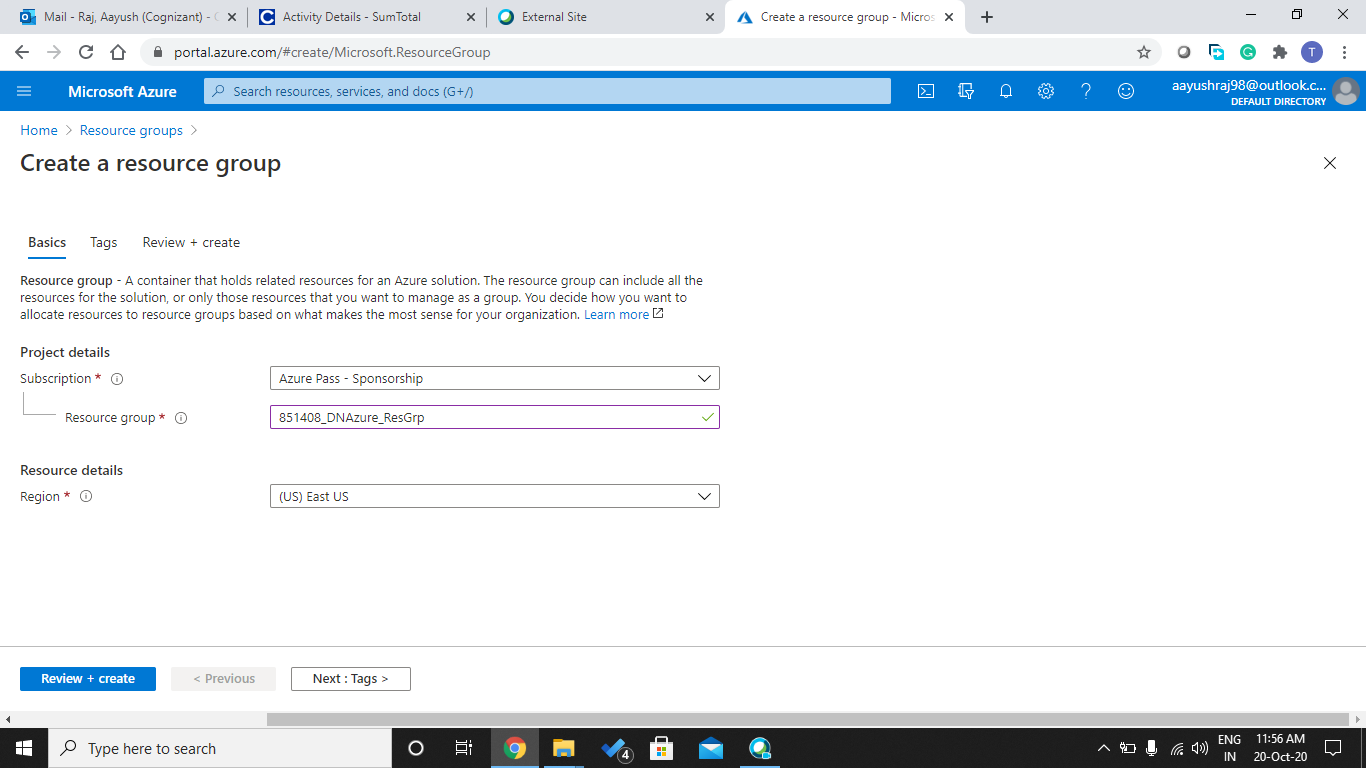 Mail - Raj, Aayush (Cognizant) -
Activity Details - SumTotal
External Site
Create a resource group - Micros
portal.azure.com/#create/Microsoft.ResourceGroup
T
Microsoft Azure
Search resources, services, and docs (G+/)
aayushraj98@outlook.c...
DEFAULT DIRECTORY
Home > Resource groups >
Create a resource group
Basics
Tags
Review + create
Resource group - A container that holds related resources for an Azure solution. The resource group can include all the
resources for the solution, or only those resources that you want to manage as a group. You decide how you want to
allocate resources to resource groups based on what makes the most sense for your organization. Learn more
Project details
Subscription *
Azure Pass - Sponsorship
Resource group *
851408_DNAzure_ResGrp
Resource details
Region *
(US) East US
Review + create
< Previous
Next : Tags >
Type here to search
4
ENG
IN
11:56 AM
20-Oct-20